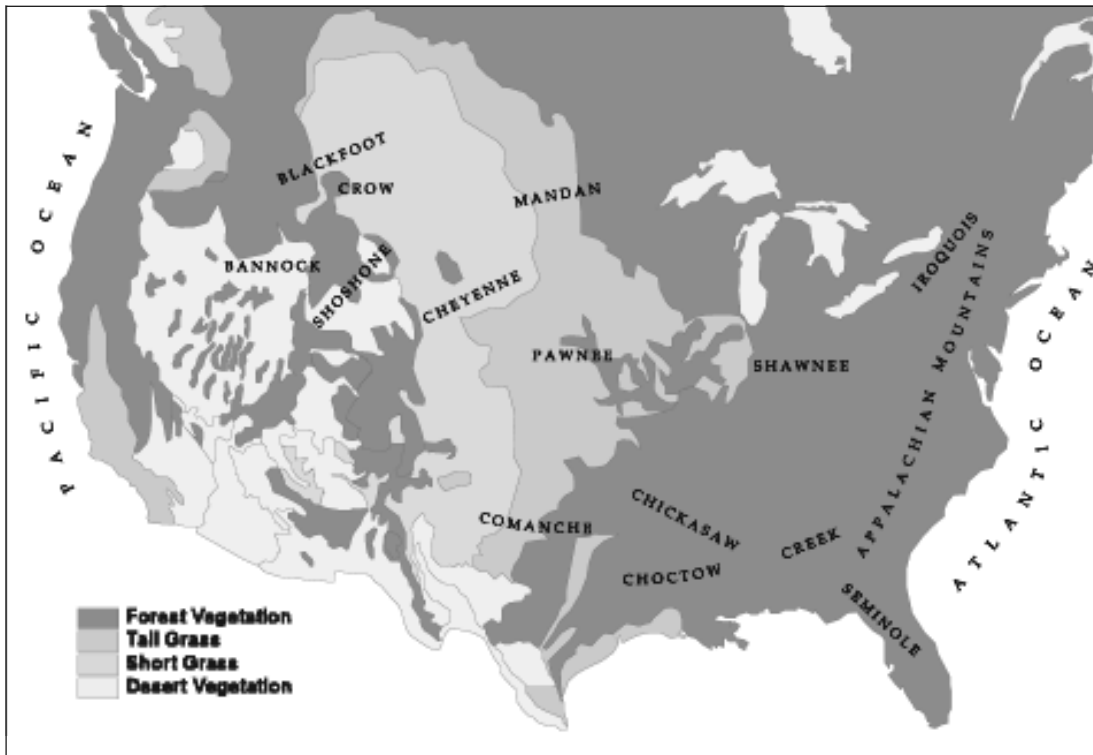 PACIFIC OCEAN
BLACKFOOT
CROW
MANDAN
BANNOCK
SHOSHONE
CHEYENNE
PAWNEE
SHAWNEE
IROQUOIS
APPALACHIAN MOUNTAINS
ATLANTIC OCEAN
COMANCHE
CHICKASAW
CHOCTOW
CREEK
SEMINOLE
Forest Vegetation
Tall Grass
Short Grass
Desert Vegetation